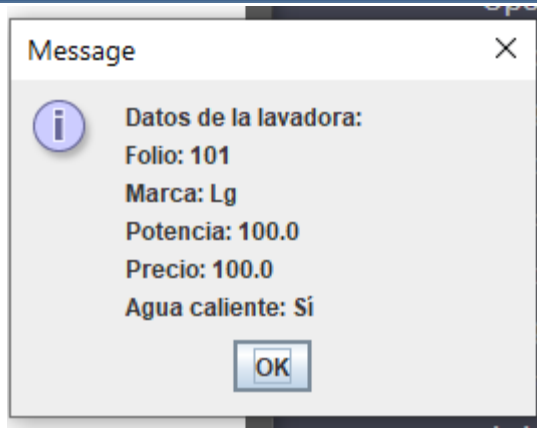 Message
Datos de la lavadora:
Folio: 101
Marca: Lg
Potencia: 100.0
Precio: 100.0
Agua caliente: Sí
OK